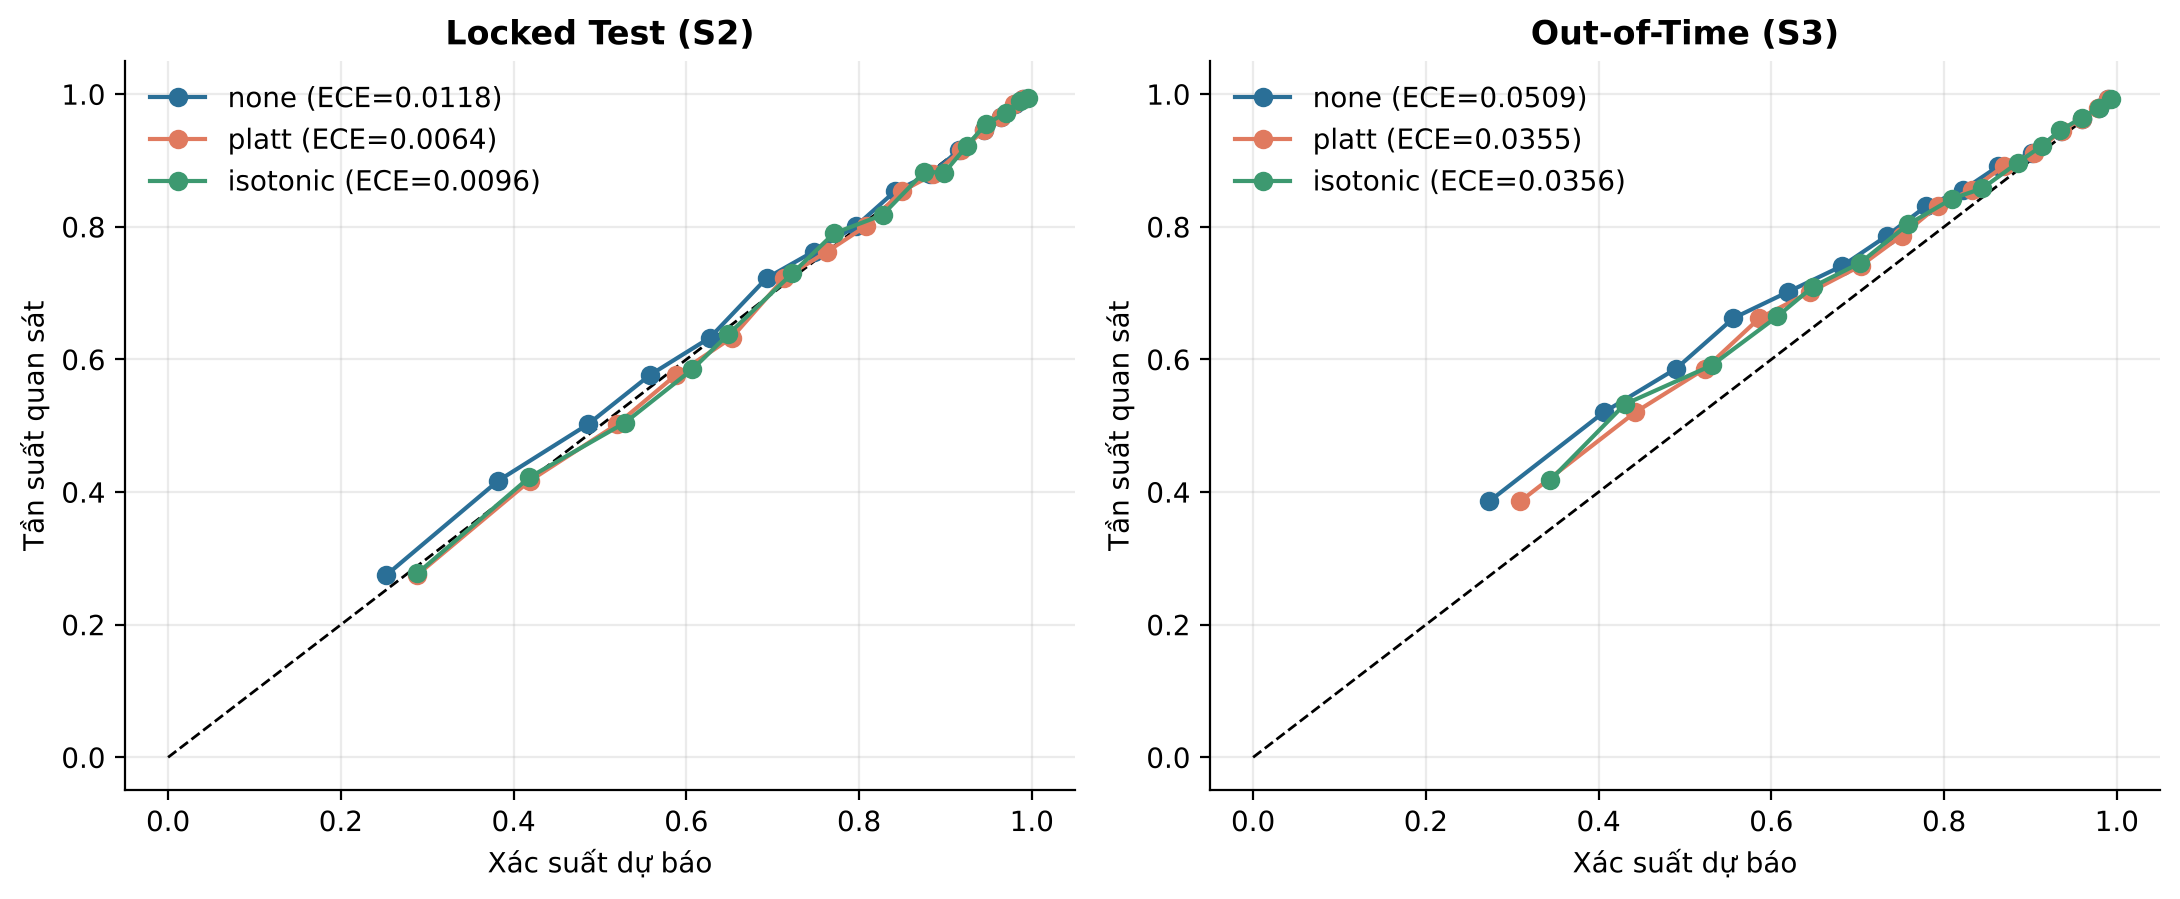 Locked Test (S2)
none (ECE=0.0118)
platt (ECE=0.0064)
isotonic (ECE=0.0096)
1.0
0.8
0.6
0.4
0.2
0.0
Tần suất quan sát
0.0 0.2 0.4 0.6 0.8 1.0
Xác suất dự báo
Out-of-Time (S3)
none (ECE=0.0509)
platt (ECE=0.0355)
isotonic (ECE=0.0356)
1.0
0.8
0.6
0.4
0.2
0.0
Tần suất quan sát
0.0 0.2 0.4 0.6 0.8 1.0
Xác suất dự báo